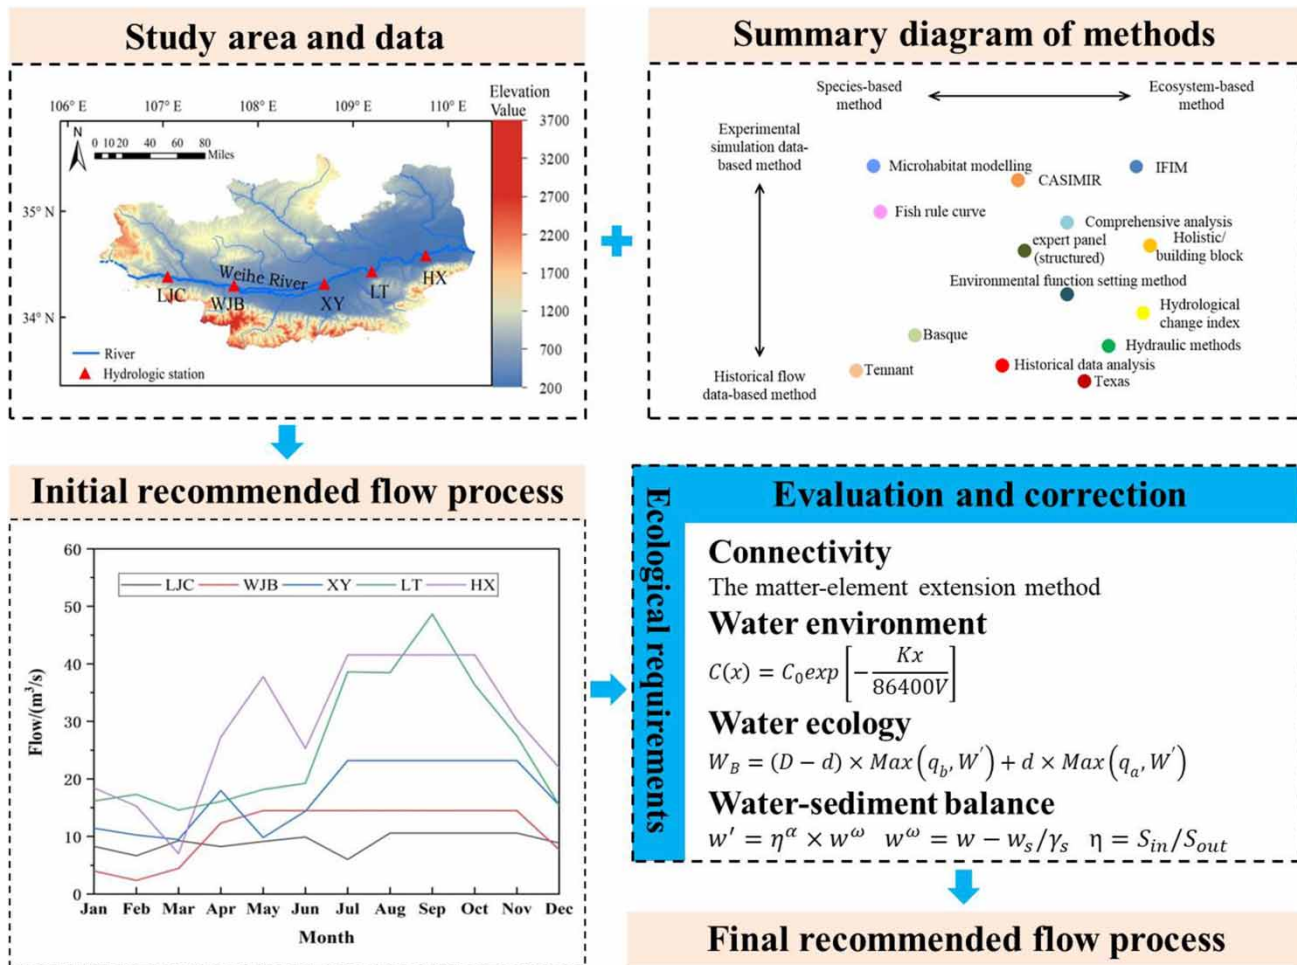 Study area and data
106° E 107° E 108° E 109° E 110° E
Elevation
Value
N
0 10 20 40 60 80
Miles
3700
3200
2700
2200
1700
1200
700
200
35° N
34° N
Weihe River
LJC
WJB
XY
LT
HX
River
Hydrologic station
Summary diagram of methods
Species-based
method
Ecosystem-based
method
Experimental
simulation data-
based method
Historical flow
data-based method
Microhabitat modelling
IFIM
CASIMIR
Fish rule curve
Comprehensive analysis
expert panel
(structured)
Holistic/
building block
Environmental function setting method
Hydrological
change index
Basque
Hydraulic methods
Tennant
Historical data analysis
Texas
Initial recommended flow process
LJC WJB XY LT HX
Flow/(m³/s)
60
50
40
30
20
10
0
Jan Feb Mar Apr May Jun Jul Aug Sep Oct Nov Dec
Month
Ecological requirements
Evaluation and correction
Connectivity
The matter-element extension method
Water environment
C(x) = C₀exp[−Kx/86400V]
Water ecology
W_B = (D − d) × Max(q_b, W′) + d × Max(q_a, W′)
Water-sediment balance
w′ = η^α × w^ω w^ω = w − w_s/γ_s η = S_in/S_out
Final recommended flow process